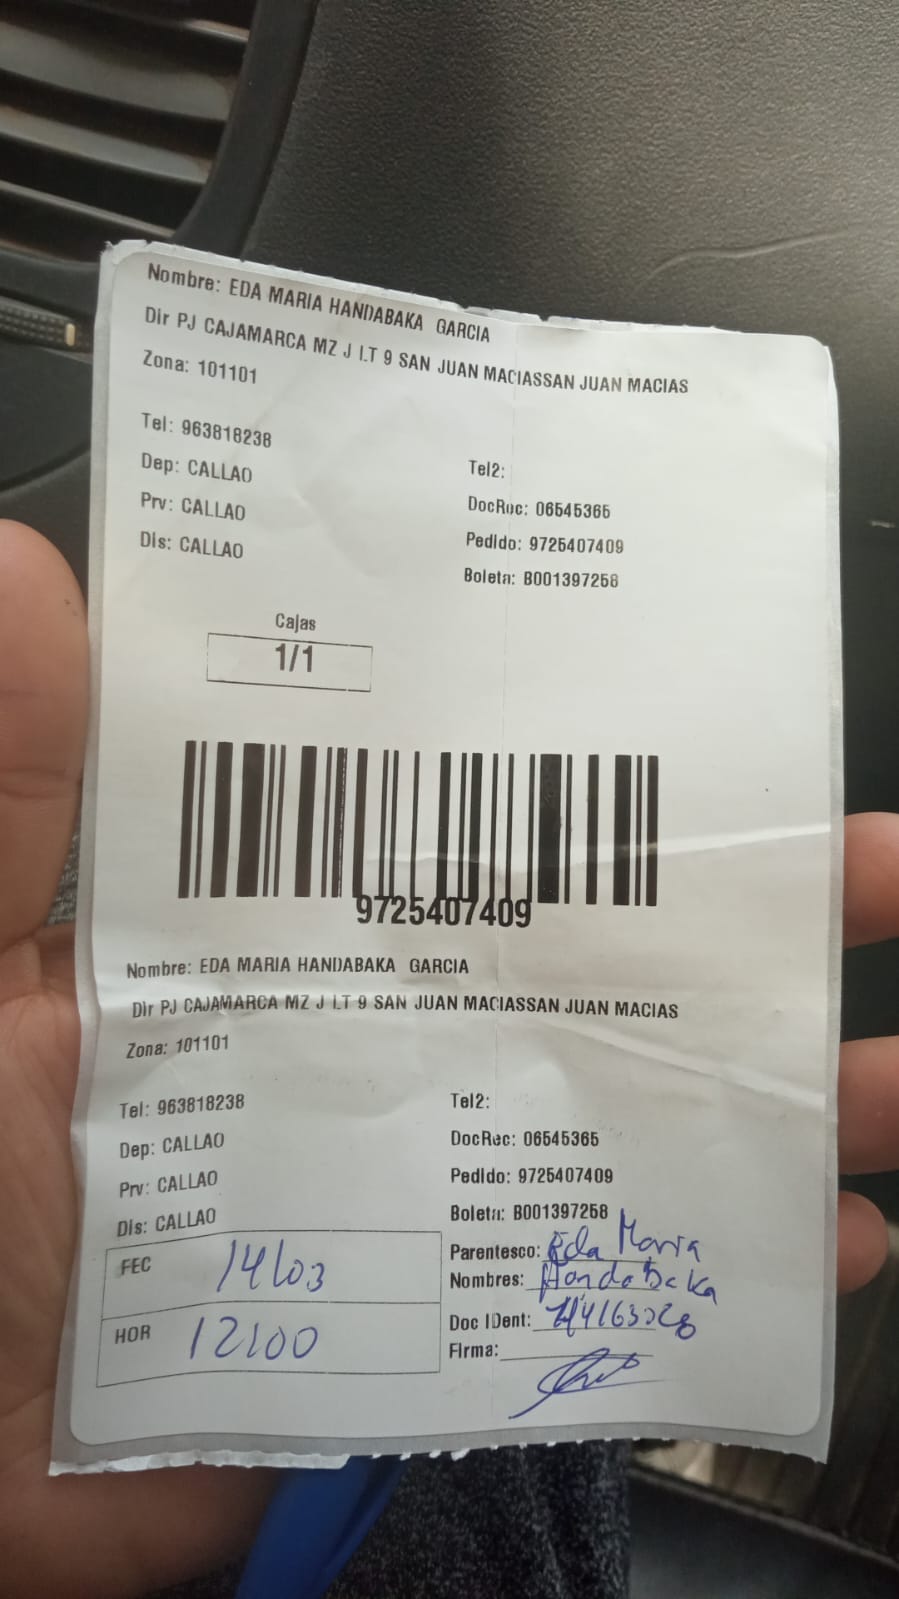 Nombre: EDA MARIA HANDABAKA GARCIA
Dir PJ CAJAMARCA MZ J LT 9 SAN JUAN MACIASSAN JUAN MACIAS
Zona: 101101
Tel: 963818238
Tel2:
Dep: CALLAO
DocRec: 06545365
Prv: CALLAO
Pedido: 9725407409
Dis: CALLAO
Boleta: B001397258
Cajas
1/1
9725407409
Nombre: EDA MARIA HANDABAKA GARCIA
Dir PJ CAJAMARCA MZ J LT 9 SAN JUAN MACIASSAN JUAN MACIAS
Zona: 101101
Tel: 963818238
Tel2:
Dep: CALLAO
DocRec: 06545365
Prv: CALLAO
Pedido: 9725407409
Dis: CALLAO
Boleta: B001397258
FEC 14/03
Parentesco: Eda Maria
Nombres: Handabaka
HOR 12:00
Doc IDent:
Firma: